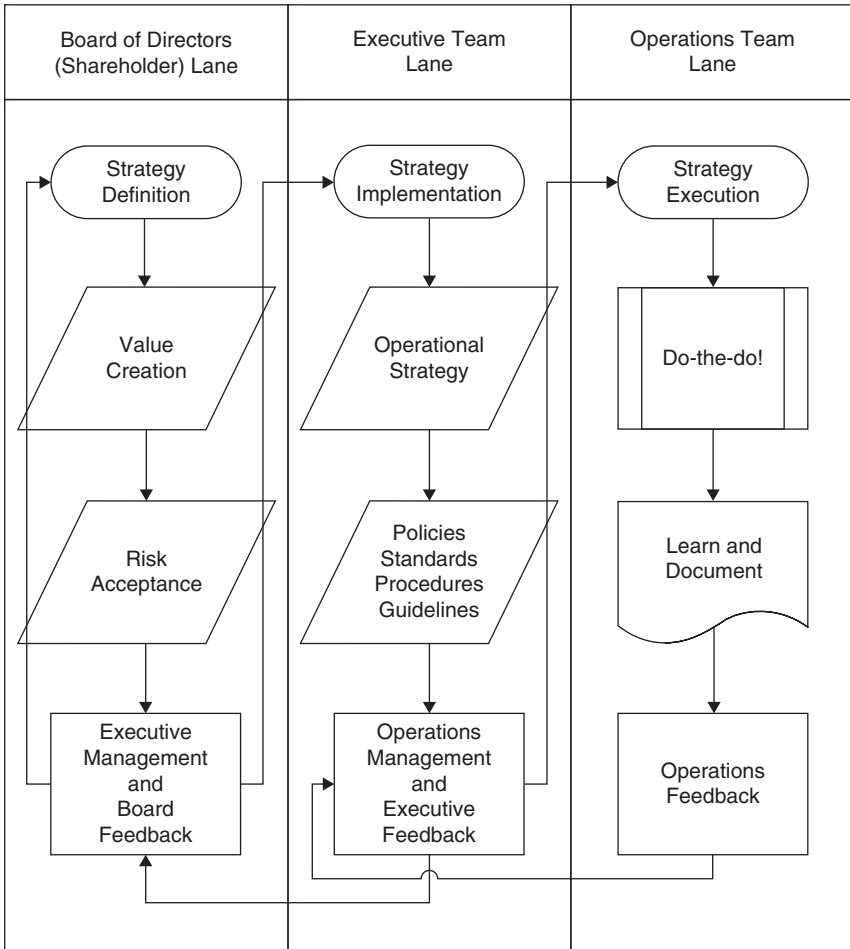 Board of Directors
(Shareholder) Lane
Executive Team
Lane
Operations Team
Lane
Strategy
Definition
Value
Creation
Risk
Acceptance
Executive
Management
and
Board
Feedback
Strategy
Implementation
Operational
Strategy
Policies
Standards
Procedures
Guidelines
Operations
Management
and
Executive
Feedback
Strategy
Execution
Do-the-do!
Learn and
Document
Operations
Feedback